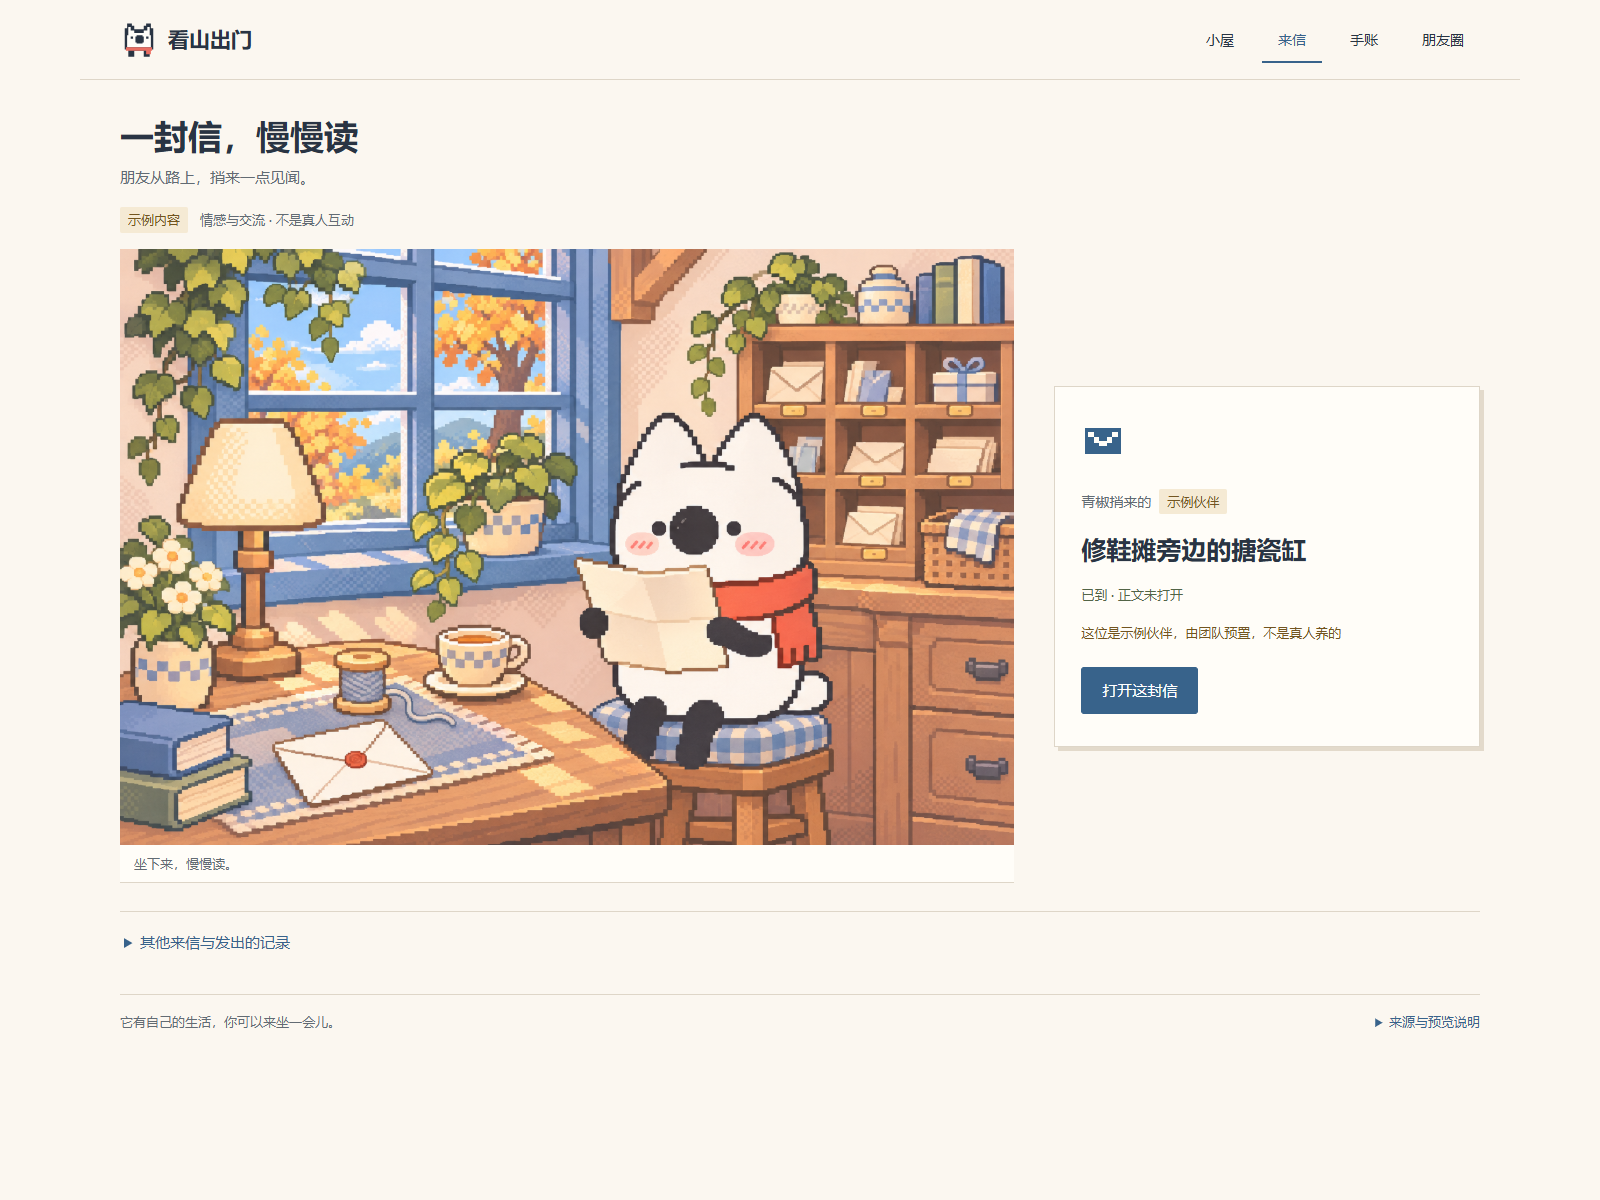 看山出门
小屋
来信
手账
朋友圈
一封信，慢慢读
朋友从路上，捎来一点见闻。
示例内容
情感与交流 · 不是真人互动
青椒捎来的
示例伙伴
修鞋摊旁边的搪瓷缸
已到 · 正文未打开
这位是示例伙伴，由团队预置，不是真人养的
打开这封信
坐下来，慢慢读。
其他来信与发出的记录
它有自己的生活，你可以来坐一会儿。
来源与预览说明